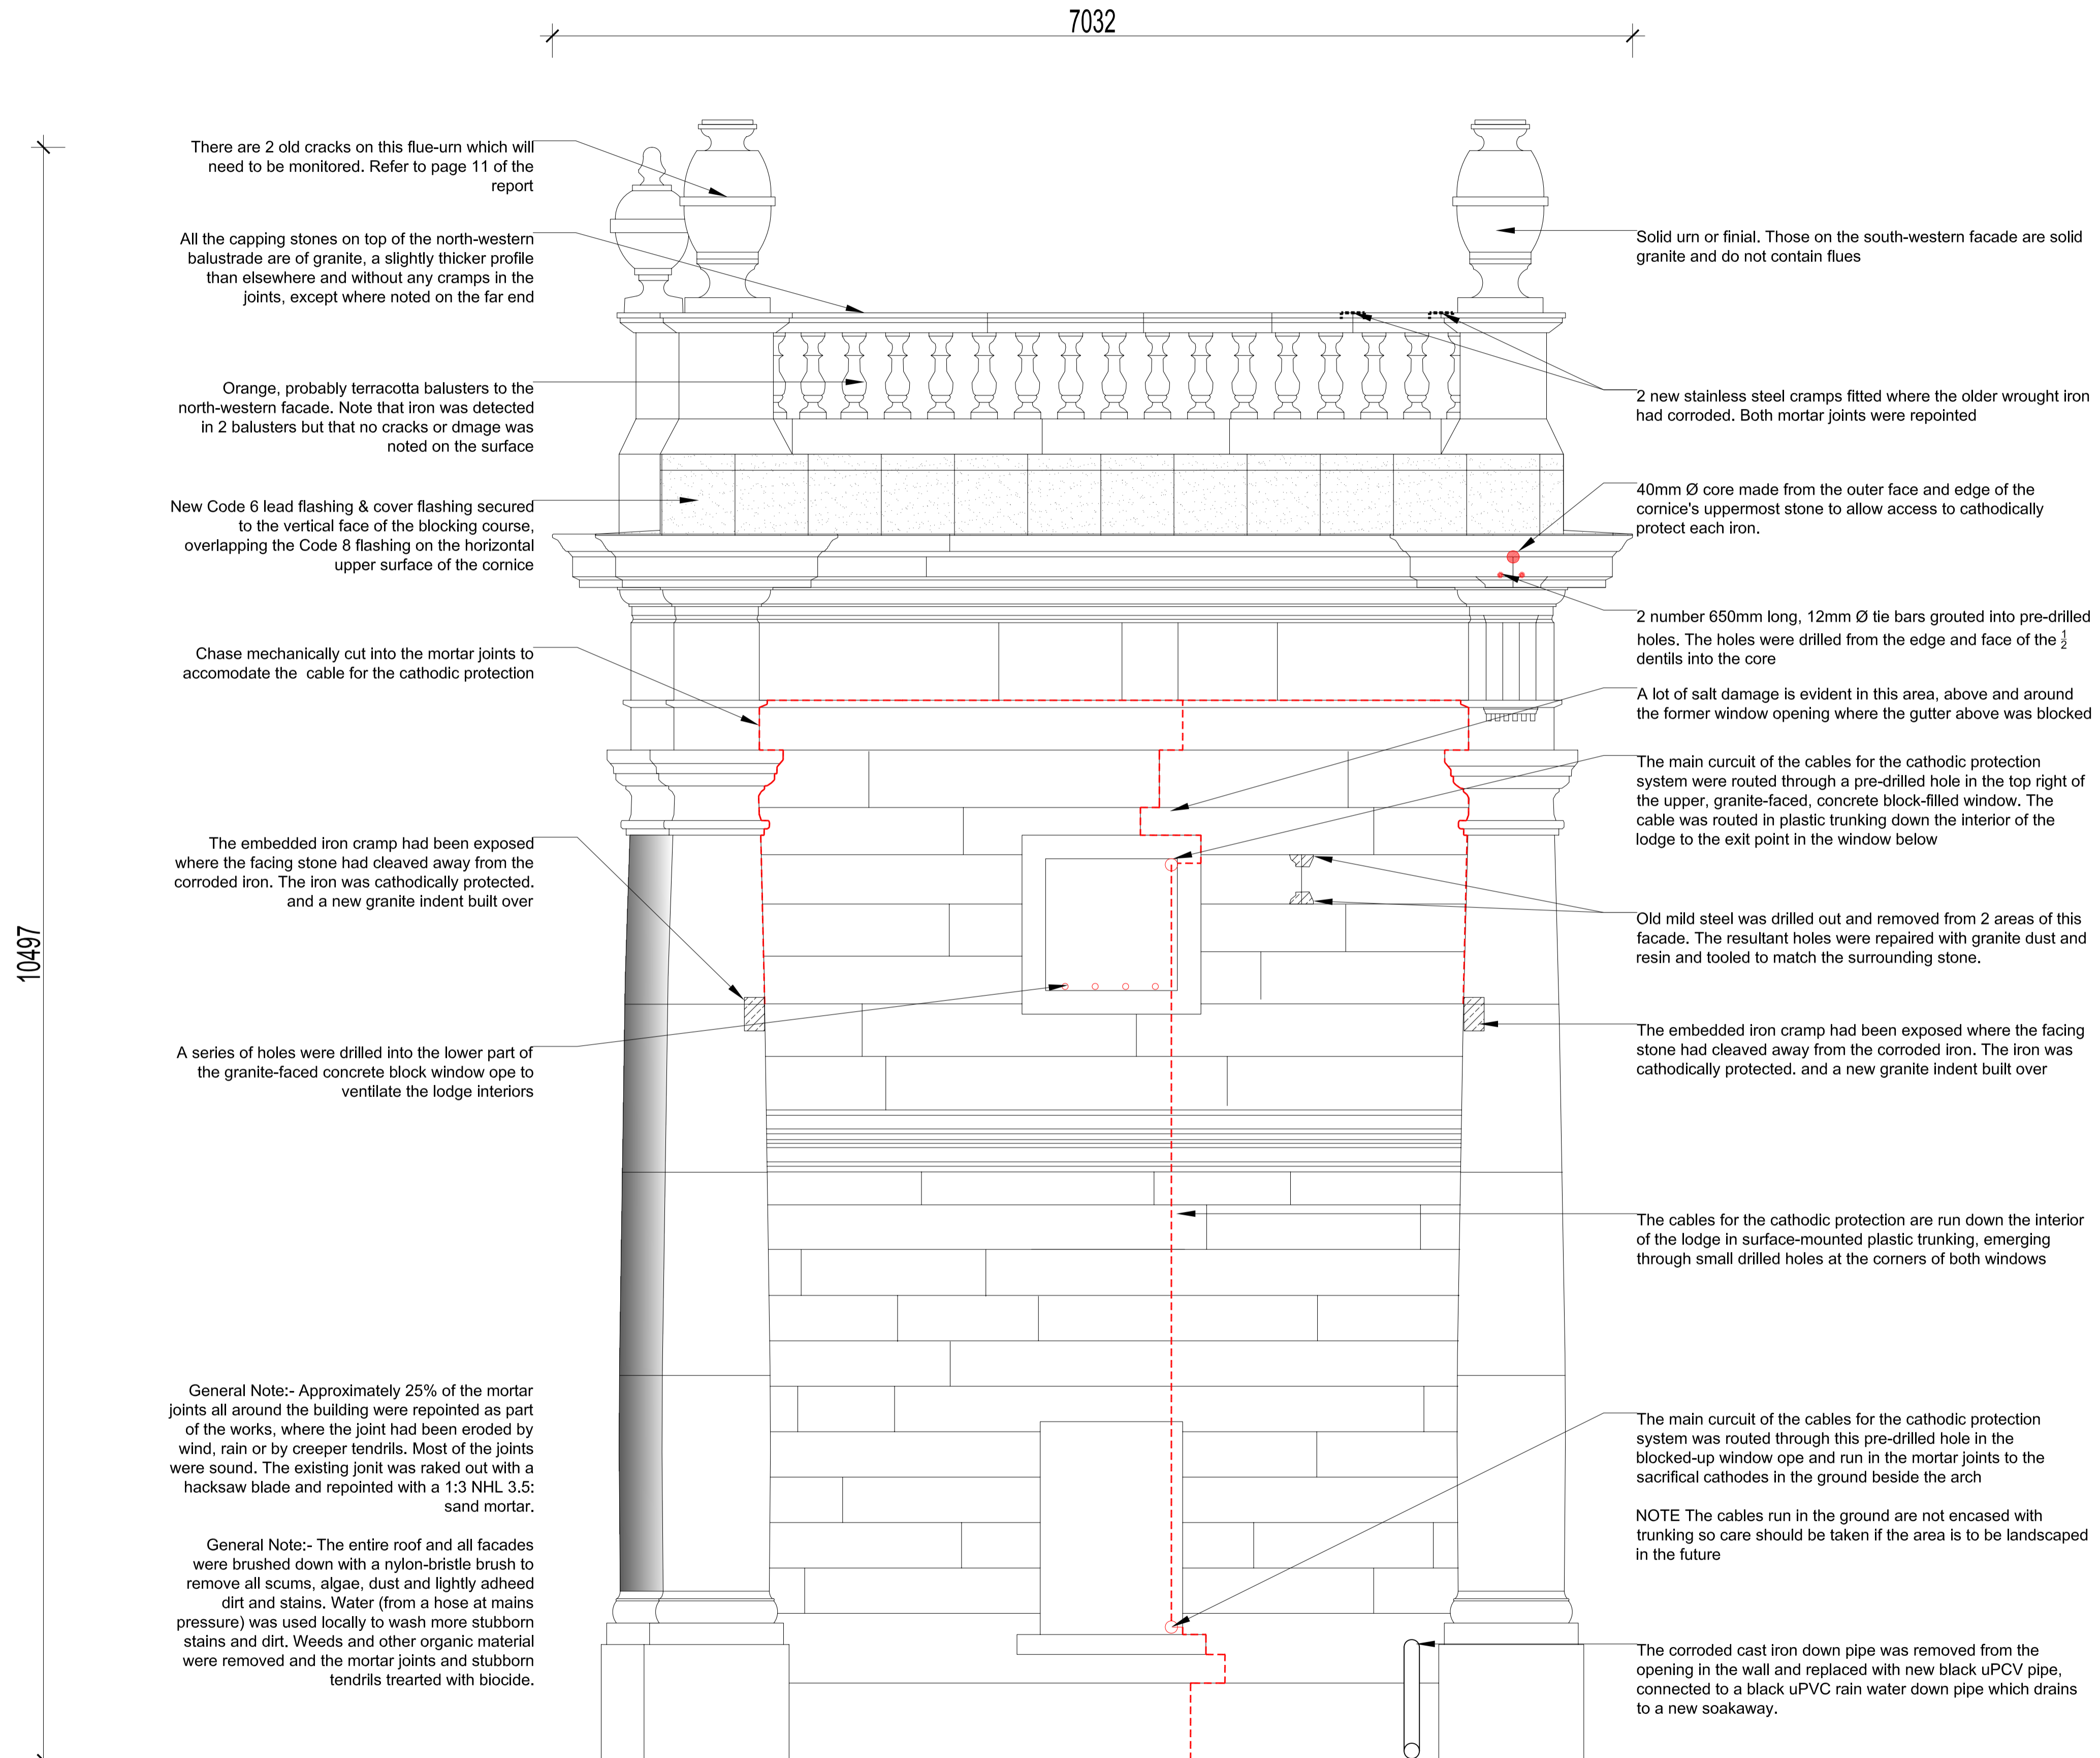 7032
10497
There are 2 old cracks on this flue-urn which will
need to be monitored. Refer to page 11 of the
report
All the capping stones on top of the north-western
balustrade are of granite, a slightly thicker profile
than elsewhere and without any cramps in the
joints, except where noted on the far end
Orange, probably terracotta balusters to the
north-western facade. Note that iron was detected
in 2 balusters but that no cracks or dmage was
noted on the surface
New Code 6 lead flashing & cover flashing secured
to the vertical face of the blocking course,
overlapping the Code 8 flashing on the horizontal
upper surface of the cornice
Chase mechanically cut into the mortar joints to
accomodate the  cable for the cathodic protection
The embedded iron cramp had been exposed
where the facing stone had cleaved away from the
corroded iron. The iron was cathodically protected.
and a new granite indent built over
A series of holes were drilled into the lower part of
the granite-faced concrete block window ope to
ventilate the lodge interiors
General Note:- Approximately 25% of the mortar
joints all around the building were repointed as part
of the works, where the joint had been eroded by
wind, rain or by creeper tendrils. Most of the joints
were sound. The existing jonit was raked out with a
hacksaw blade and repointed with a 1:3 NHL 3.5:
sand mortar.
General Note:- The entire roof and all facades
were brushed down with a nylon-bristle brush to
remove all scums, algae, dust and lightly adheed
dirt and stains. Water (from a hose at mains
pressure) was used locally to wash more stubborn
stains and dirt. Weeds and other organic material
were removed and the mortar joints and stubborn
tendrils trearted with biocide.
Solid urn or finial. Those on the south-western facade are solid
granite and do not contain flues
2 new stainless steel cramps fitted where the older wrought iron
had corroded. Both mortar joints were repointed
40mm Ø core made from the outer face and edge of the
cornice's uppermost stone to allow access to cathodically
protect each iron.
2 number 650mm long, 12mm Ø tie bars grouted into pre-drilled
holes. The holes were drilled from the edge and face of the 1/2
dentils into the core
A lot of salt damage is evident in this area, above and around
the former window opening where the gutter above was blocked
The main curcuit of the cables for the cathodic protection
system were routed through a pre-drilled hole in the top right of
the upper, granite-faced, concrete block-filled window. The
cable was routed in plastic trunking down the interior of the
lodge to the exit point in the window below
Old mild steel was drilled out and removed from 2 areas of this
facade. The resultant holes were repaired with granite dust and
resin and tooled to match the surrounding stone.
The embedded iron cramp had been exposed where the facing
stone had cleaved away from the corroded iron. The iron was
cathodically protected. and a new granite indent built over
The cables for the cathodic protection are run down the interior
of the lodge in surface-mounted plastic trunking, emerging
through small drilled holes at the corners of both windows
The main curcuit of the cables for the cathodic protection
system was routed through this pre-drilled hole in the
blocked-up window ope and run in the mortar joints to the
sacrifical cathodes in the ground beside the arch
NOTE The cables run in the ground are not encased with
trunking so care should be taken if the area is to be landscaped
in the future
The corroded cast iron down pipe was removed from the
opening in the wall and replaced with new black uPCV pipe,
connected to a black uPVC rain water down pipe which drains
to a new soakaway.